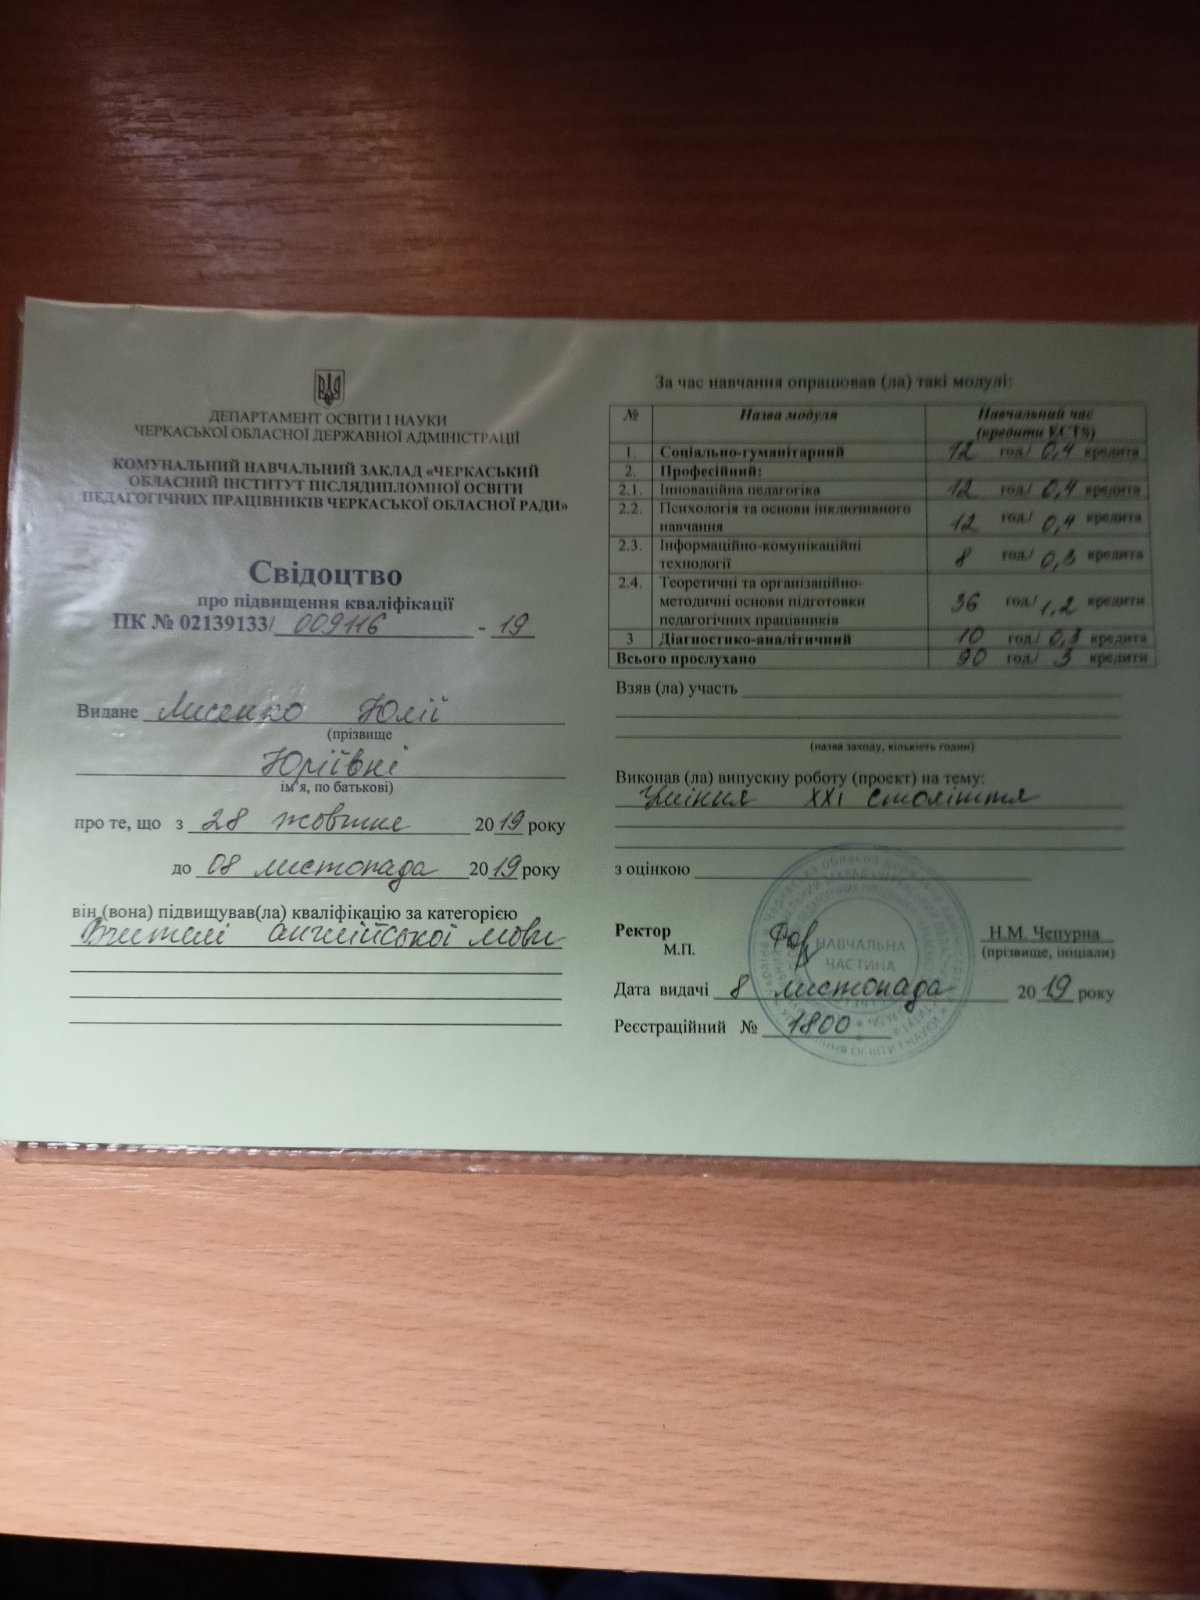 ДЕПАРТАМЕНТ ОСВІТИ І НАУКИ
ЧЕРКАСЬКОЇ ОБЛАСНОЇ ДЕРЖАВНОЇ АДМІНІСТРАЦІЇ
КОМУНАЛЬНИЙ НАВЧАЛЬНИЙ ЗАКЛАД «ЧЕРКАСЬКИЙ
ОБЛАСНИЙ ІНСТИТУТ ПІСЛЯДИПЛОМНОЇ ОСВІТИ
ПЕДАГОГІЧНИХ ПРАЦІВНИКІВ ЧЕРКАСЬКОЇ ОБЛАСНОЇ РАДИ»
Свідоцтво
про підвищення кваліфікації
ПК № 02139133/ 009116 - 19
Видане Лисенко Юлії
(прізвище
Юріївні
ім'я, по батькові)
про те, що з 28 жовтня 2019 року
до 08 листопада 2019 року
він (вона) підвищував(ла) кваліфікацію за категорією
Вчителі англійської мови
За час навчання опрацював (ла) такі модулі:
№ Назва модуля Навчальний час
(кредити ECTS)
1. Соціально-гуманітарний 12 год./ 0,4 кредита
2. Професійний:
2.1. Інноваційна педагогіка 12 год./ 0,4 кредита
2.2. Психологія та основи інклюзивного
навчання 12 год./ 0,4 кредита
2.3. Інформаційно-комунікаційні
технології 8 год./ 0,3 кредита
2.4. Теоретичні та організаційно-
методичні основи підготовки 36 год./ 1,2 кредити
педагогічних працівників
3 Діагностико-аналітичний 10 год./ 0,3 кредита
Всього прослухано 90 год./ 3 кредити
Взяв (ла) участь
(назва заходу, кількість годин)
Виконав (ла) випускну роботу (проект) на тему:
Уміння XXI століття
з оцінкою
Ректор Н.М. Чепурна
М.П. (прізвище, ініціали)
НАВЧАЛЬНА
ЧАСТИНА
Дата видачі 8 листопада 2019 року
Реєстраційний № 1800